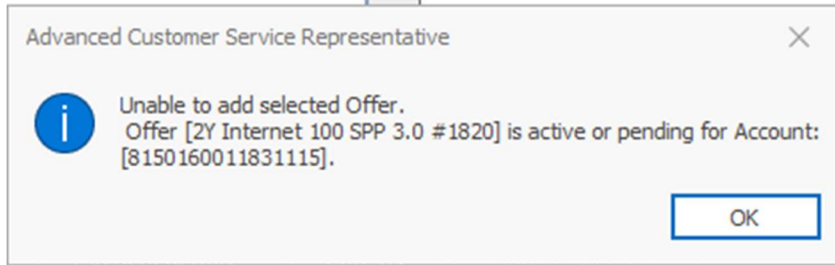 Advanced Customer Service Representative
Unable to add selected Offer.
Offer [2Y Internet 100 SPP 3.0 #1820] is active or pending for Account:
[8150160011831115].
OK